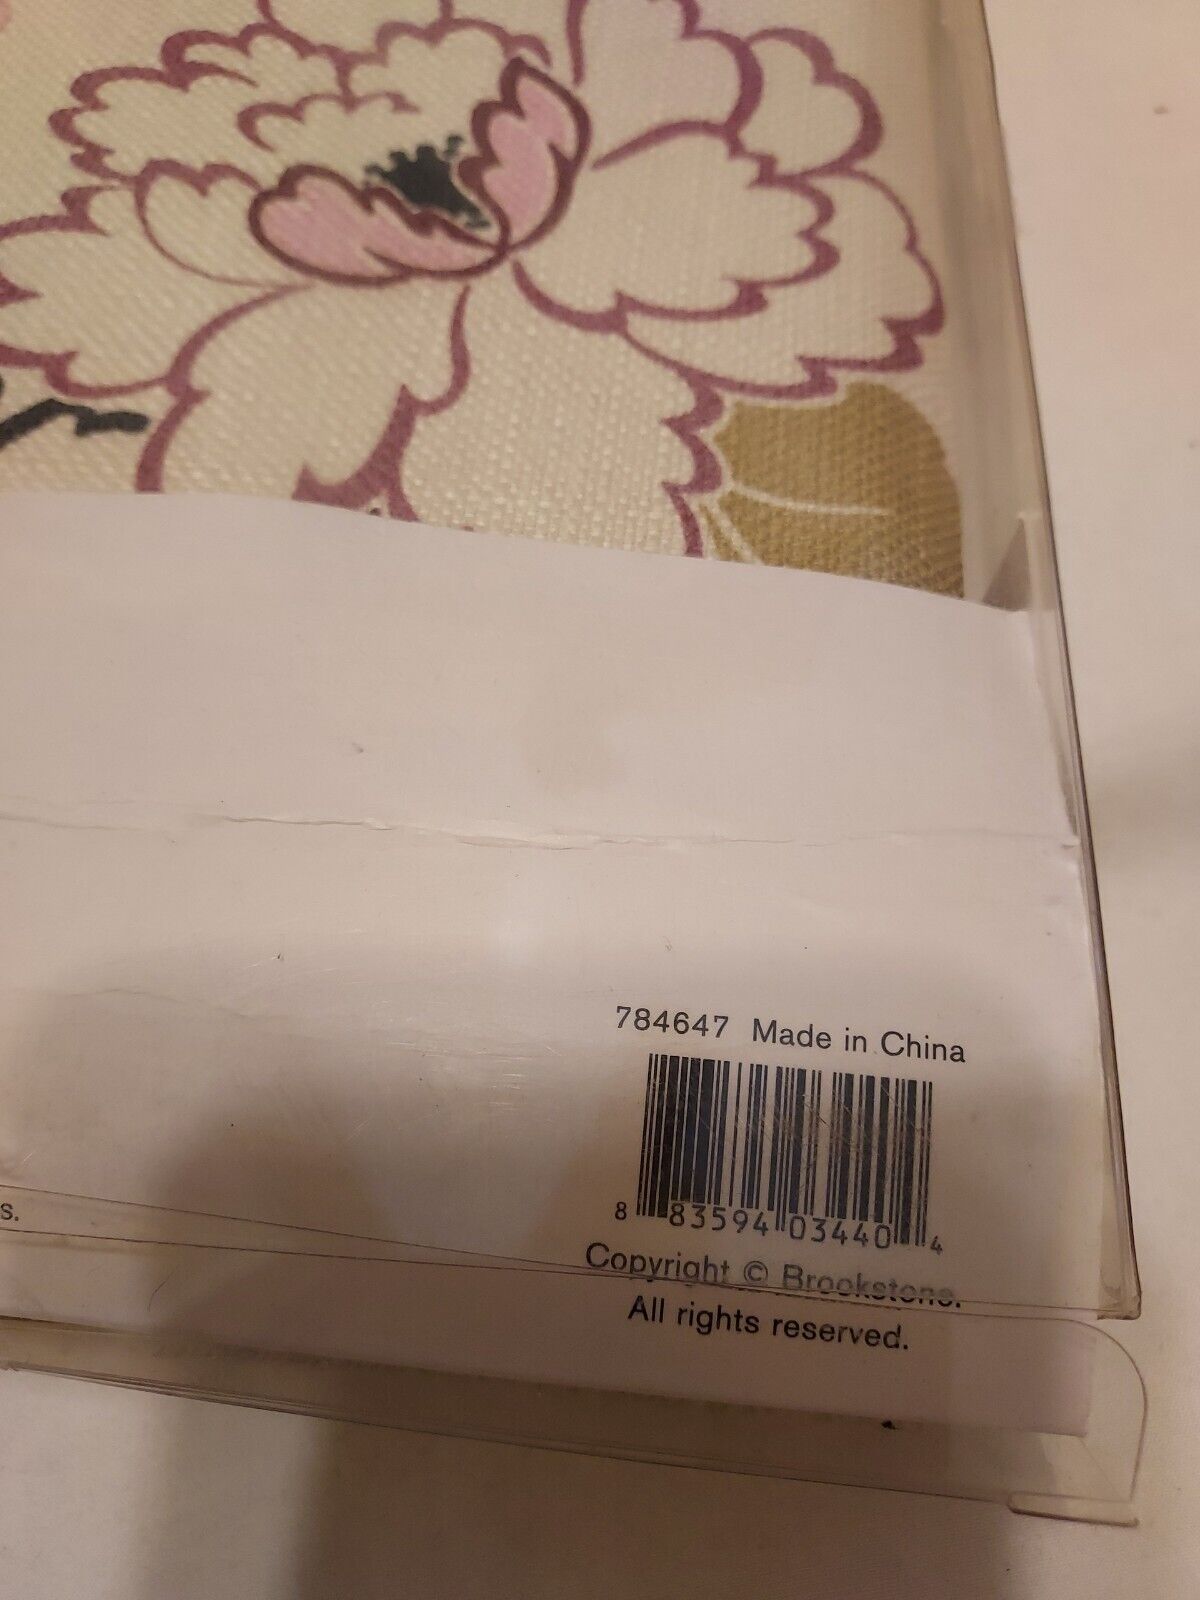 784647 Made in China
8 83594 03440 4
s.
Copyright © Brookstone.
All rights reserved.